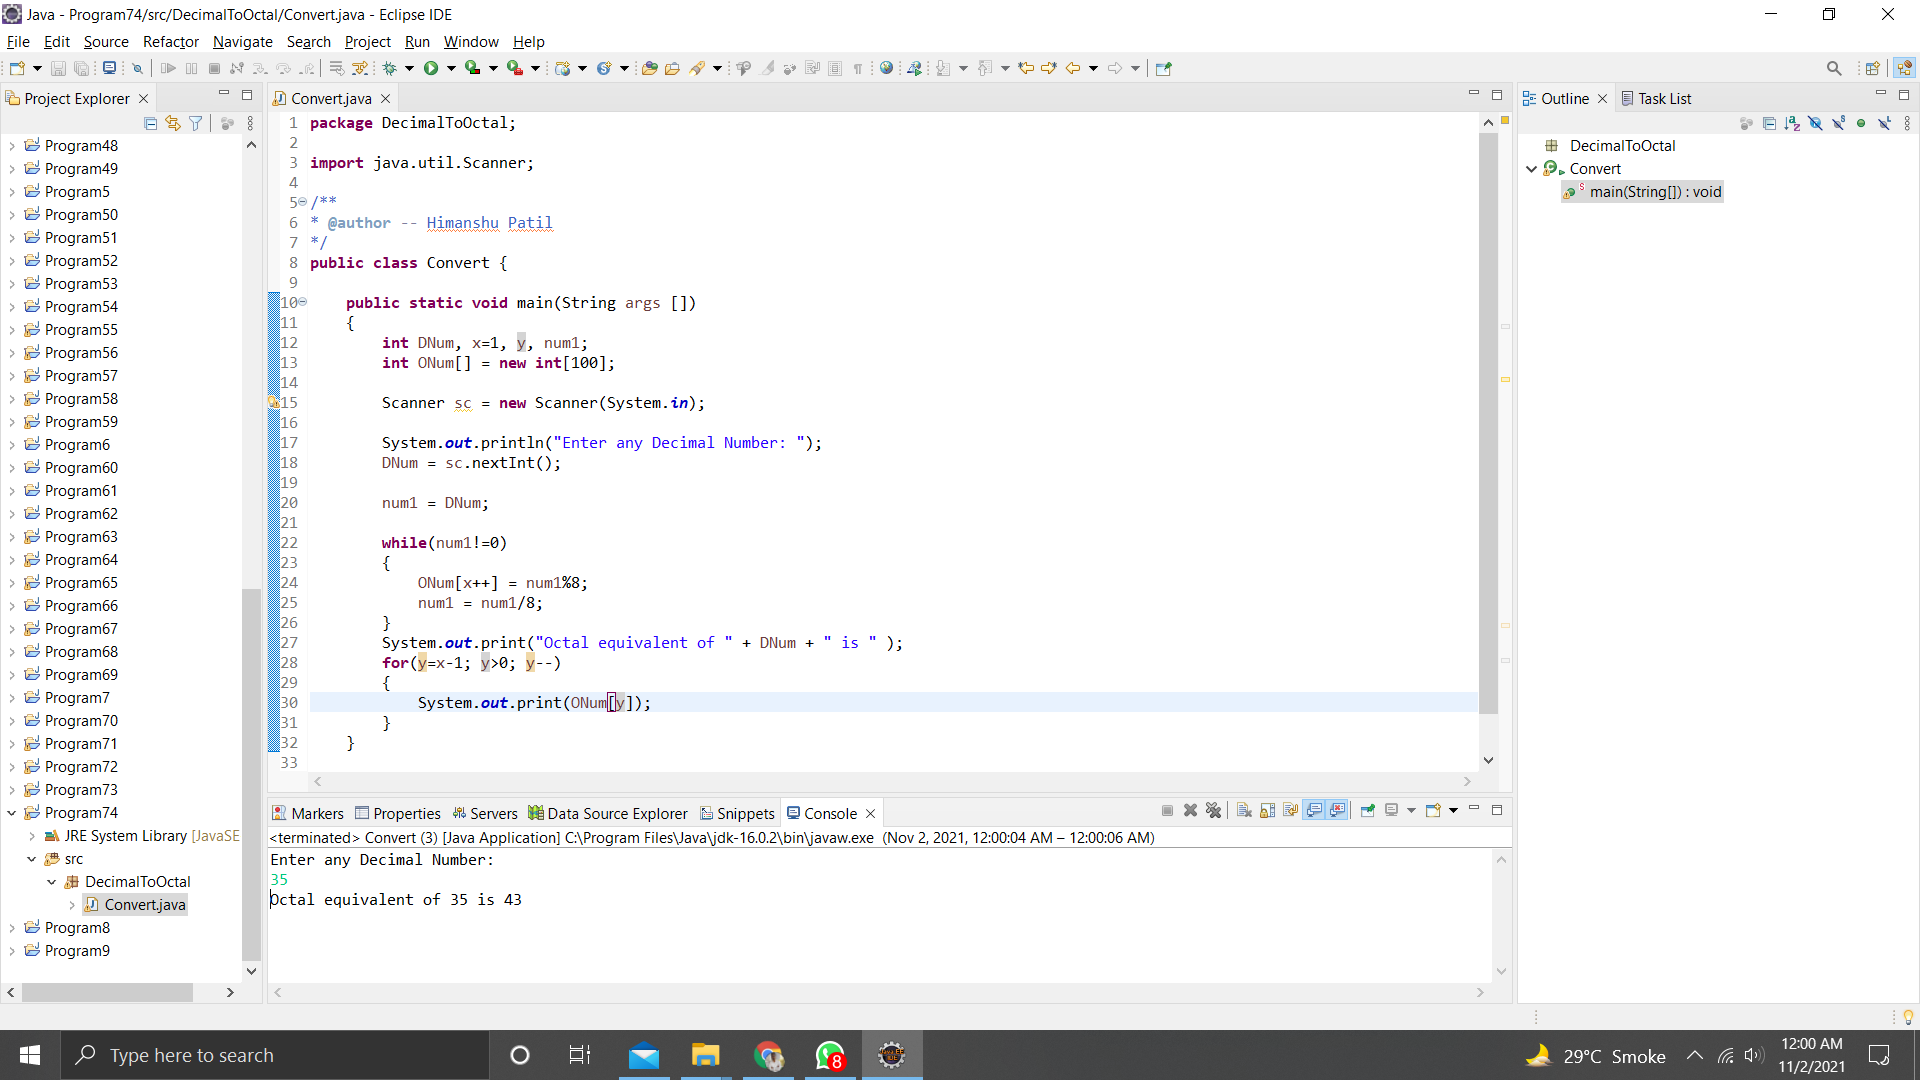 Java - Program74/src/DecimalToOctal/Convert.java - Eclipse IDE
File Edit Source Refactor Navigate Search Project Run Window Help
Project Explorer
Program48
Program49
Program5
Program50
Program51
Program52
Program53
Program54
Program55
Program56
Program57
Program58
Program59
Program6
Program60
Program61
Program62
Program63
Program64
Program65
Program66
Program67
Program68
Program69
Program7
Program70
Program71
Program72
Program73
Program74
JRE System Library [JavaSE
src
DecimalToOctal
Convert.java
Program8
Program9
Convert.java
1 package DecimalToOctal;
2
3 import java.util.Scanner;
4
5 /**
6 * @author -- Himanshu Patil
7 */
8 public class Convert {
9
10     public static void main(String args [])
11     {
12         int DNum, x=1, y, num1;
13         int ONum[] = new int[100];
14
15         Scanner sc = new Scanner(System.in);
16
17         System.out.println("Enter any Decimal Number: ");
18         DNum = sc.nextInt();
19
20         num1 = DNum;
21
22         while(num1!=0)
23         {
24             ONum[x++] = num1%8;
25             num1 = num1/8;
26         }
27         System.out.print("Octal equivalent of " + DNum + " is " );
28         for(y=x-1; y>0; y--)
29         {
30             System.out.print(ONum[y]);
31         }
32     }
33
Markers Properties Servers Data Source Explorer Snippets Console
<terminated> Convert (3) [Java Application] C:\Program Files\Java\jdk-16.0.2\bin\javaw.exe (Nov 2, 2021, 12:00:04 AM – 12:00:06 AM)
Enter any Decimal Number:
35
Octal equivalent of 35 is 43
Outline Task List
DecimalToOctal
Convert
main(String[]) : void
Type here to search
8
29°C Smoke
12:00 AM
11/2/2021